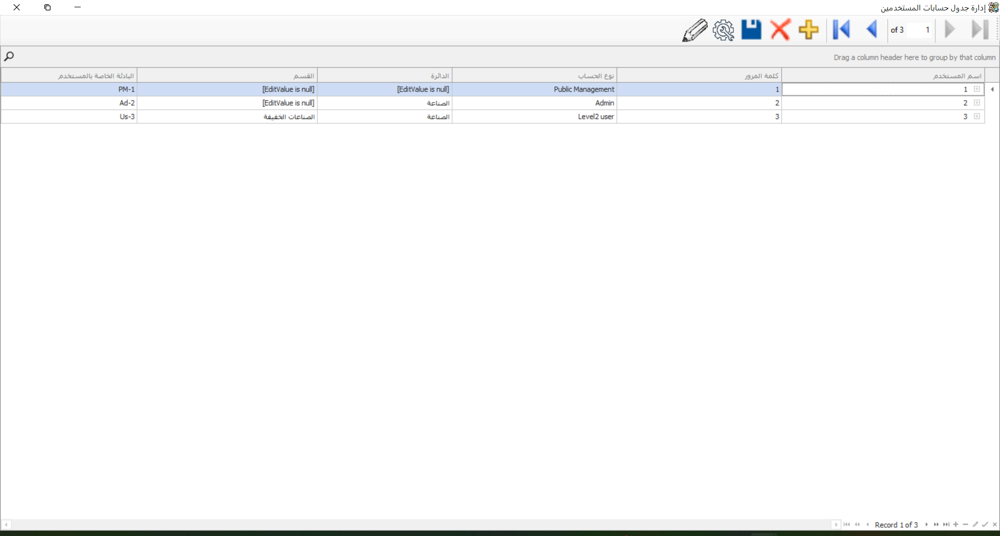 إدارة جدول حسابات المستخدمين
1 of 3
Drag a column header here to group by that column
اسم المستخدم كلمة المرور نوع الحساب الدائرة القسم البادئة الخاصة بالمستخدم
1 1 Public Management [EditValue is null] [EditValue is null] PM-1
2 2 Admin الصناعة [EditValue is null] Ad-2
3 3 Level2 user الصناعة الصناعات الخفيفة Us-3
Record 1 of 3